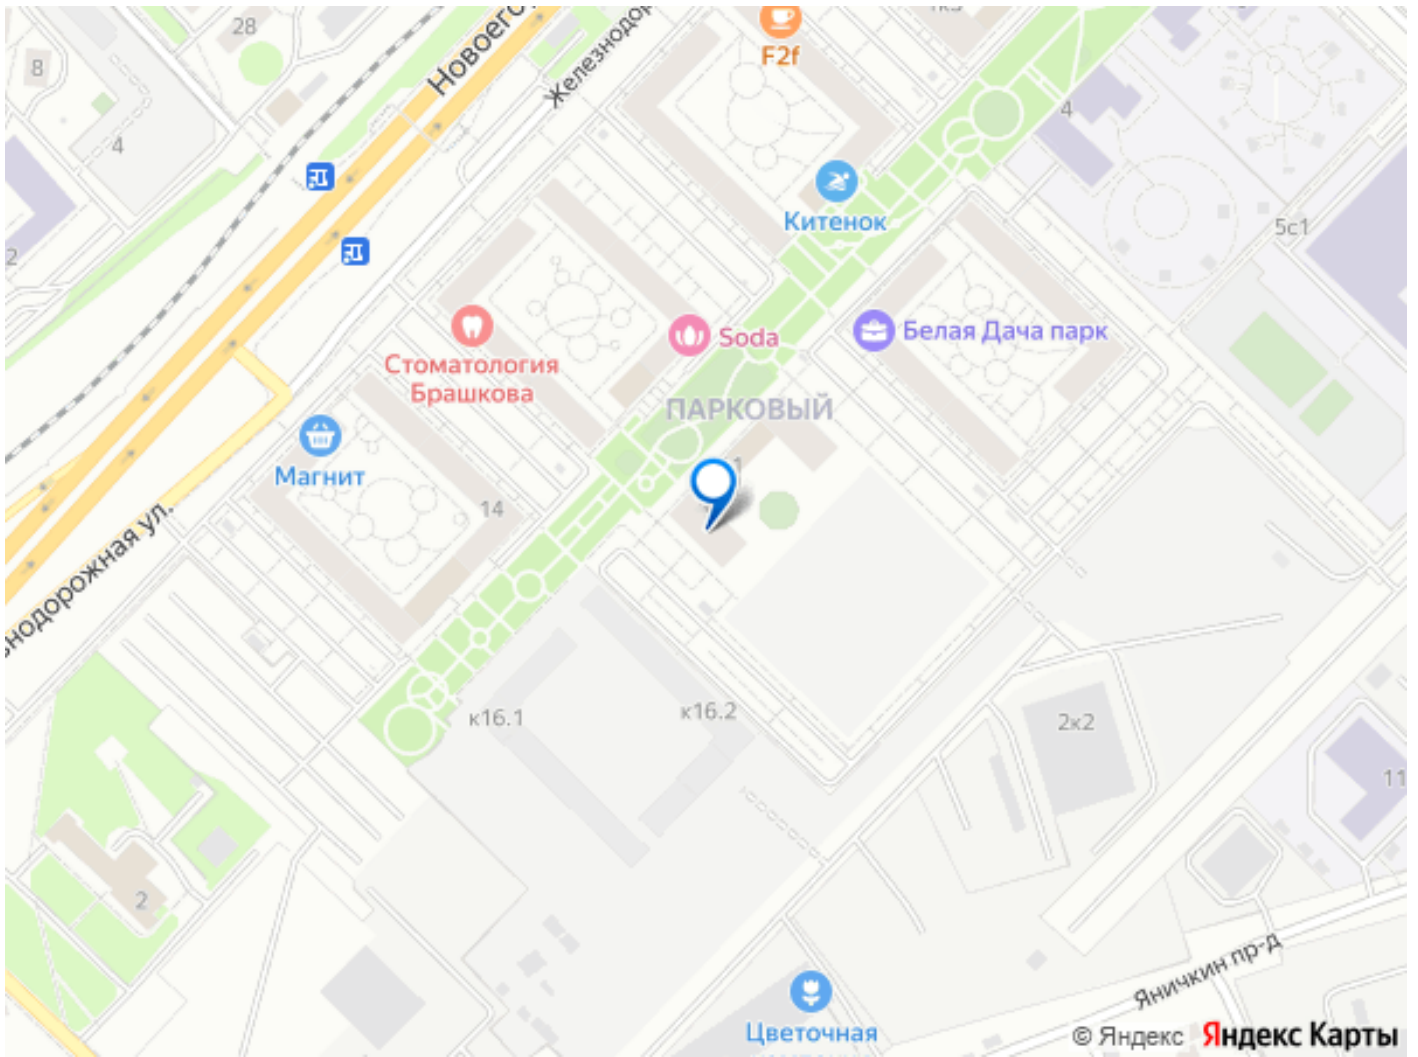 28
8
4
2
Новоего
Железнодо
F2f
4
Китенок
5с1
Soda
Белая Дача парк
Стоматология
Брашкова
ПАРКОВЫЙ
Магнит
14
нодорожная ул.
к16.1
к16.2
2к2
11
2
Яничкин пр-д
Цветочная
© Яндекс Яндекс Карты